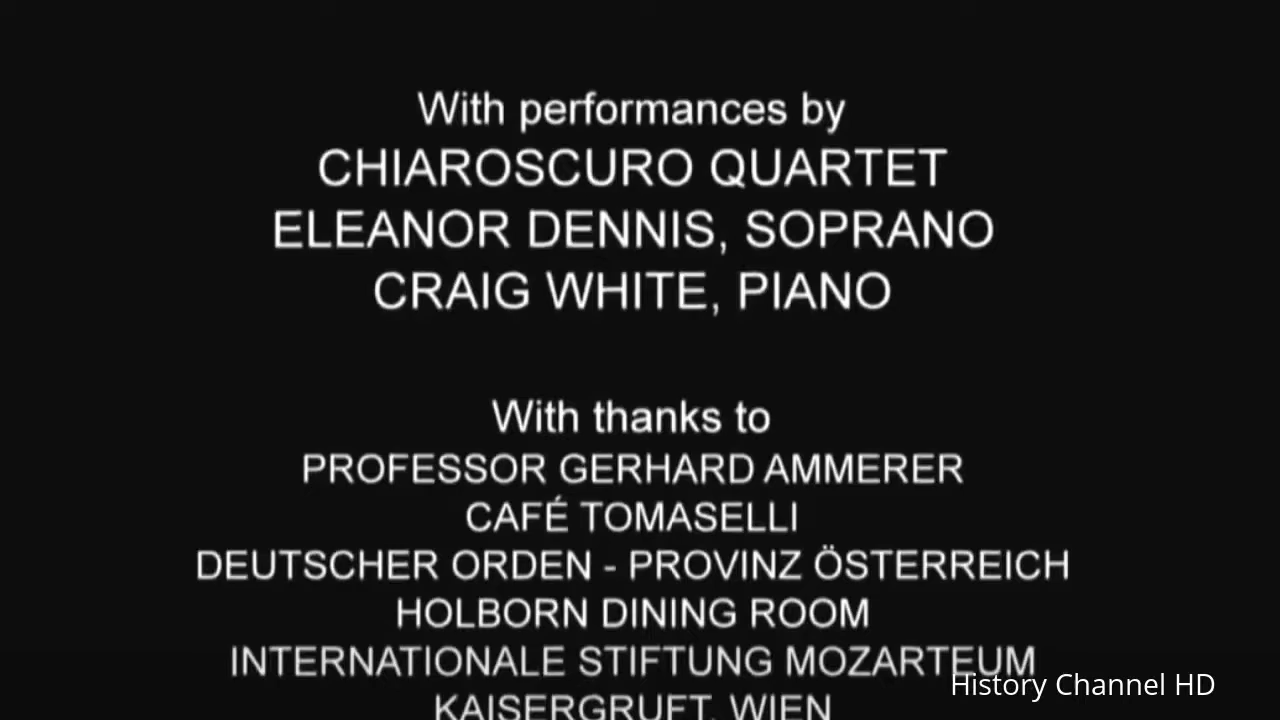 With performances by
CHIAROSCURO QUARTET
ELEANOR DENNIS, SOPRANO
CRAIG WHITE, PIANO
With thanks to
PROFESSOR GERHARD AMMERER
CAFÉ TOMASELLI
DEUTSCHER ORDEN - PROVINZ ÖSTERREICH
HOLBORN DINING ROOM
INTERNATIONALE STIFTUNG MOZARTEUM
History Channel HD
KAISERGRUFT, WIEN